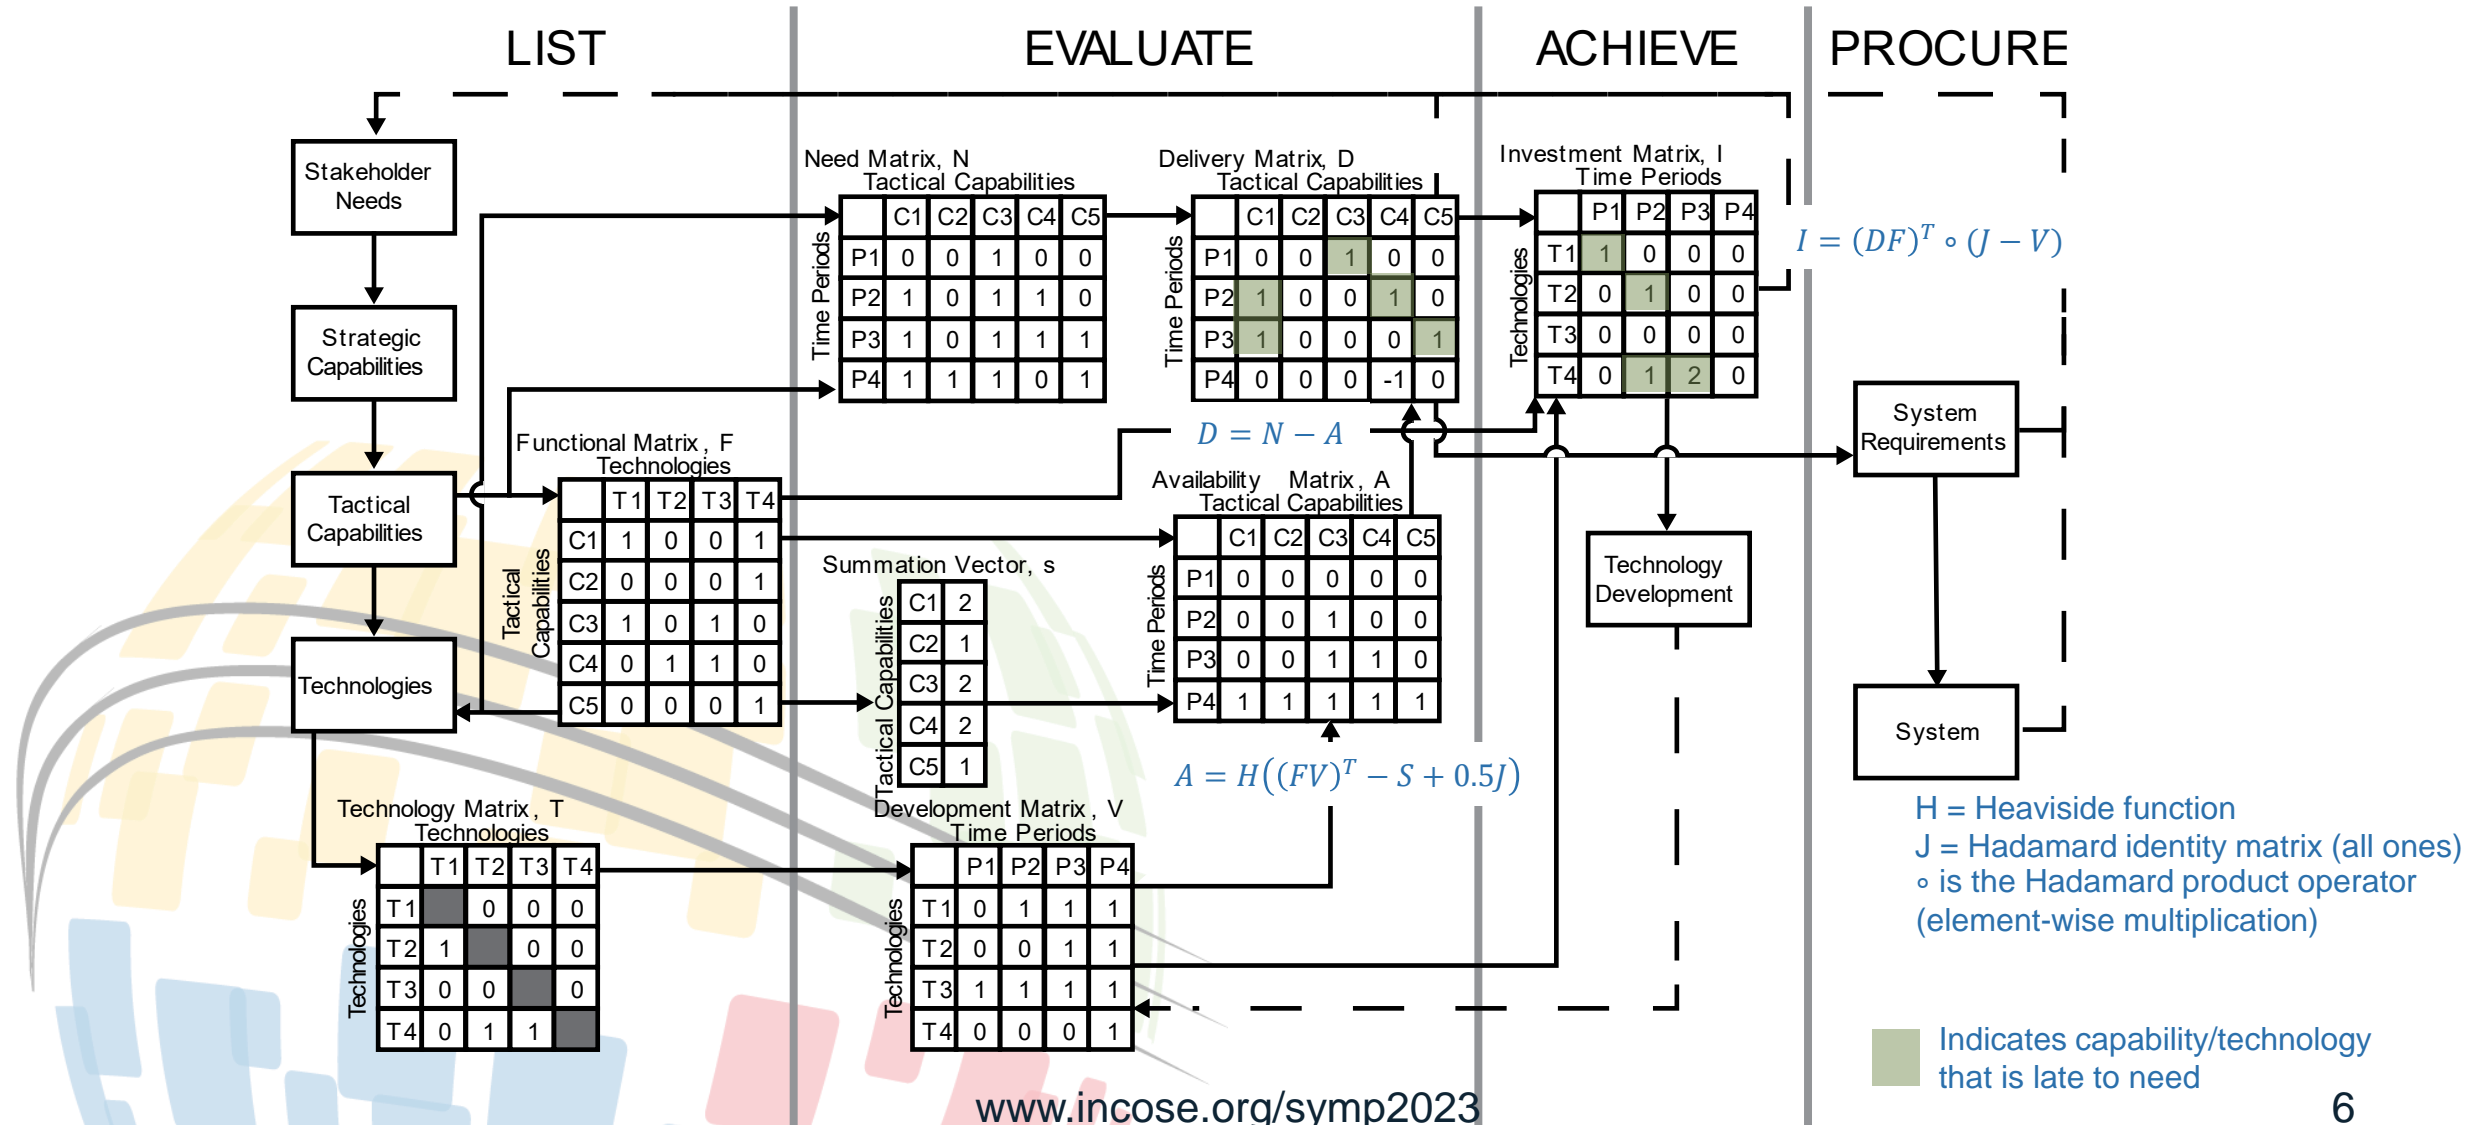 LIST
EVALUATE
ACHIEVE
PROCURE
Stakeholder
Needs
Strategic
Capabilities
Tactical
Capabilities
Technologies
Functional Matrix, F
Technologies
Tactical
Capabilities
T1 T2 T3 T4
C1 1 0 0 1
C2 0 0 0 1
C3 1 0 1 0
C4 0 1 1 0
C5 0 0 0 1
Technology Matrix, T
Technologies
Technologies
T1 T2 T3 T4
T1 0 0 0
T2 1 0 0
T3 0 0 0
T4 0 1 1
Need Matrix, N
Tactical Capabilities
Time Periods
C1 C2 C3 C4 C5
P1 0 0 1 0 0
P2 1 0 1 1 0
P3 1 0 1 1 1
P4 1 1 1 0 1
Delivery Matrix, D
Tactical Capabilities
Time Periods
C1 C2 C3 C4 C5
P1 0 0 1 0 0
P2 1 0 0 1 0
P3 1 0 0 0 1
P4 0 0 0 -1 0
D = N − A
Summation Vector, s
Tactical Capabilities
C1 2
C2 1
C3 2
C4 2
C5 1
Availability Matrix, A
Tactical Capabilities
Time Periods
C1 C2 C3 C4 C5
P1 0 0 0 0 0
P2 0 0 1 0 0
P3 0 0 1 1 0
P4 1 1 1 1 1
A = H((FV)^T − S + 0.5J)
Development Matrix, V
Time Periods
Technologies
P1 P2 P3 P4
T1 0 1 1 1
T2 0 0 1 1
T3 1 1 1 1
T4 0 0 0 1
Investment Matrix, I
Time Periods
Technologies
P1 P2 P3 P4
T1 1 0 0 0
T2 0 1 0 0
T3 0 0 0 0
T4 0 1 2 0
I = (DF)^T ∘ (J − V)
Technology
Development
System
Requirements
System
H = Heaviside function
J = Hadamard identity matrix (all ones)
∘ is the Hadamard product operator
(element-wise multiplication)
Indicates capability/technology
that is late to need
www.incose.org/symp2023
6